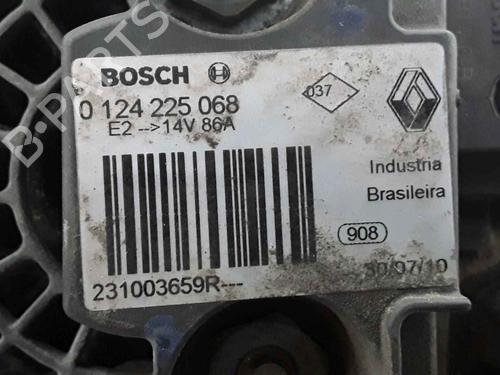 B-PARTS
BOSCH
0 124 225 068
E2 -->14V 86A
037
Industria
Brasileira
908
30/07/10
231003659R---